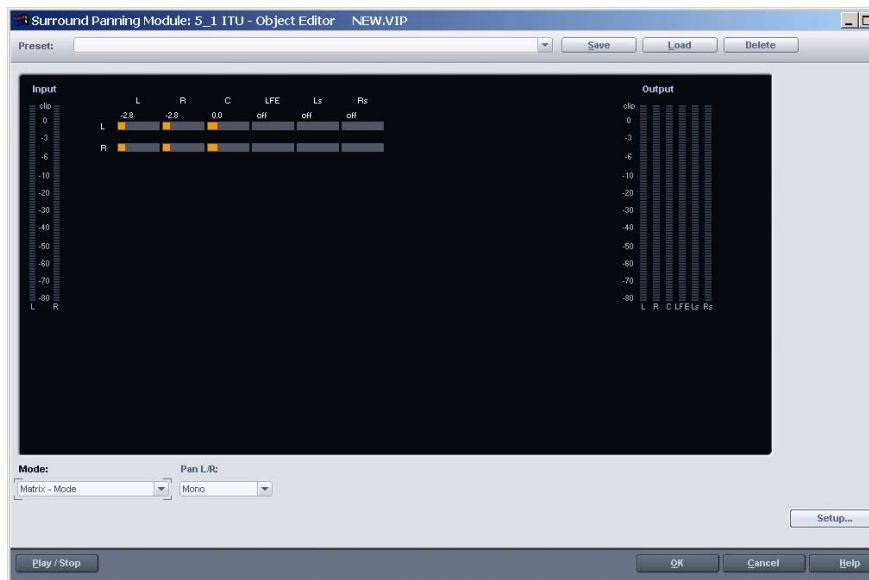 Surround Panning Module: 5_1 ITU - Object Editor NEW.VIP
Preset: Save Load Delete
Input Output
L R C LFE Ls Rs
clip -2.8 -2.8 0.0 off off off clip
0 L 0
-3 -3
R
-6 -6
-10 -10
-20 -20
-30 -30
-40 -40
-50 -50
-60 -60
-70 -70
-80 -80
L R L R C LFE Ls Rs
Mode: Pan L/R:
Matrix - Mode Mono
Setup...
Play / Stop OK Cancel Help